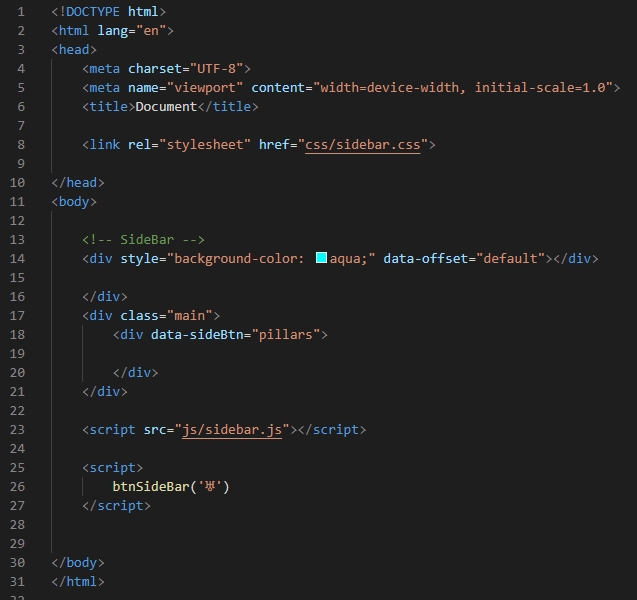 1 <!DOCTYPE html>
2 <html lang="en">
3 <head>
4 <meta charset="UTF-8">
5 <meta name="viewport" content="width=device-width, initial-scale=1.0">
6 <title>Document</title>
7
8 <link rel="stylesheet" href="css/sidebar.css">
9
10 </head>
11 <body>
12
13 <!-- SideBar -->
14 <div style="background-color: aqua;" data-offset="default"></div>
15
16 </div>
17 <div class="main">
18 <div data-sideBtn="pillars">
19
20 </div>
21 </div>
22
23 <script src="js/sidebar.js"></script>
24
25 <script>
26 btnSideBar('♅')
27 </script>
28
29
30 </body>
31 </html>